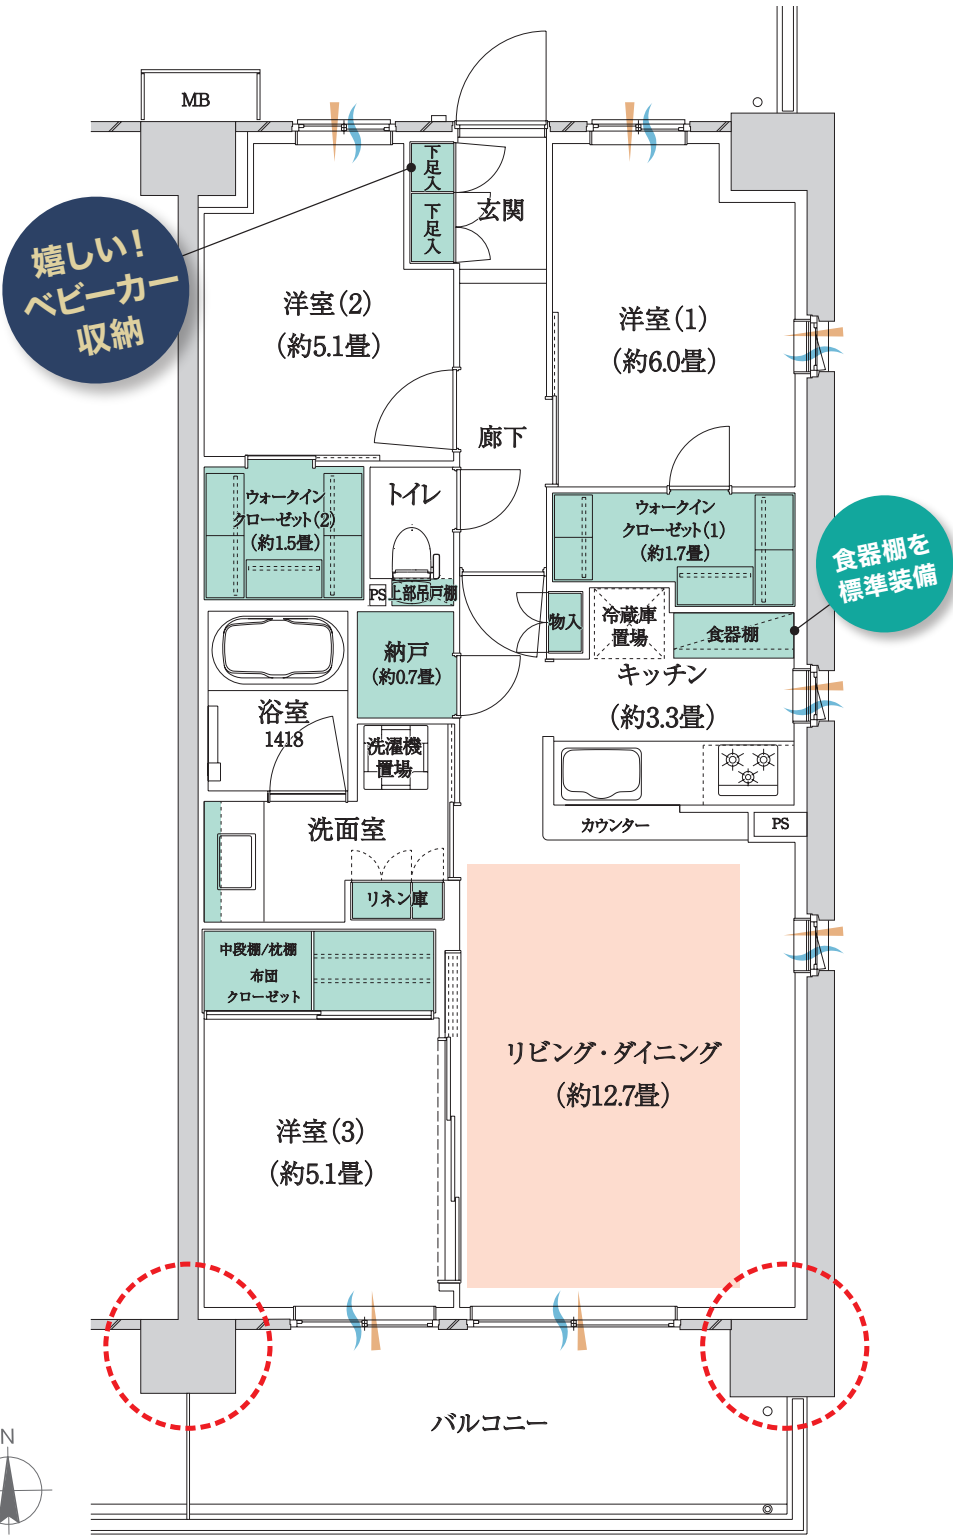 MB
下足入
下足入
玄関
嬉しい！
ベビーカー
収納
洋室(2)
(約5.1畳)
洋室(1)
(約6.0畳)
廊下
トイレ
ウォークイン
クローゼット(2)
(約1.5畳)
ウォークイン
クローゼット(1)
(約1.7畳)
食器棚を
標準装備
PS
上部吊戸棚
物入
冷蔵庫
置場
食器棚
納戸
(約0.7畳)
キッチン
(約3.3畳)
浴室
1418
洗濯機
置場
洗面室
カウンター
PS
リネン庫
中段棚/枕棚
布団
クローゼット
リビング・ダイニング
(約12.7畳)
洋室(3)
(約5.1畳)
バルコニー
N